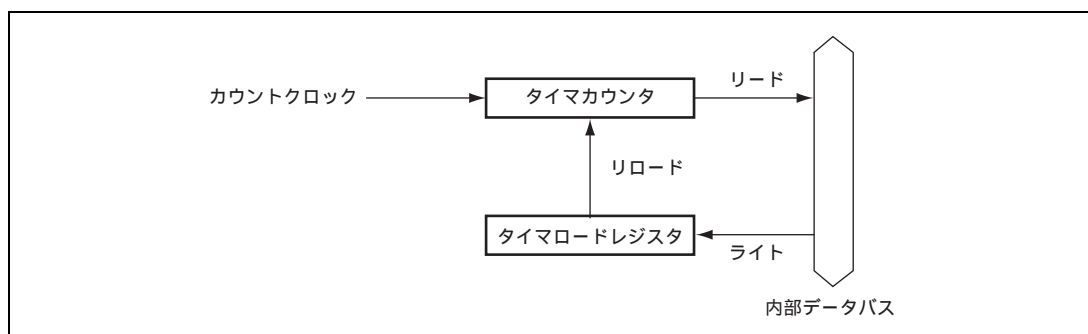 リード
カウントクロック
タイマカウンタ
リロード
タイマロードレジスタ
ライト
内部データバス